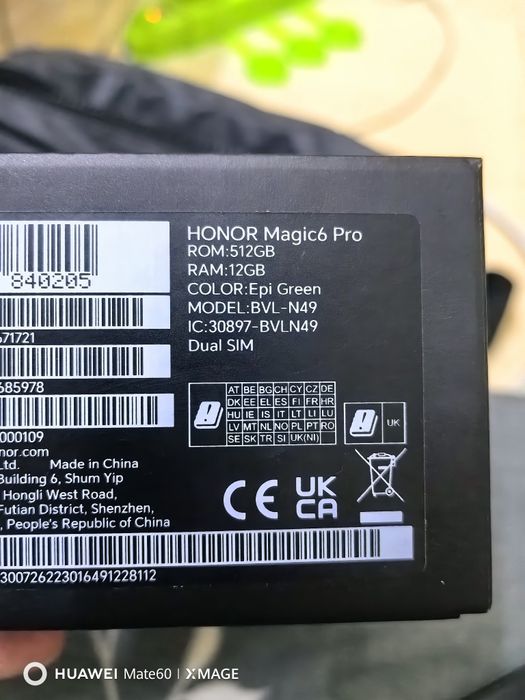 840205
671721
685978
000109
nor.com
Ltd. Made in China
Building 6, Shum Yip
Hongli West Road,
Futian District, Shenzhen,
, People's Republic of China
300726223016491228112
HONOR Magic6 Pro
ROM:512GB
RAM:12GB
COLOR:Epi Green
MODEL:BVL-N49
IC:30897-BVLN49
Dual SIM
AT BE BG CH CY CZ DE
DK EE EL ES FI FR HR
HU IE IS IT LT LI LU
LV MT NL NO PL PT RO
SE SK TR SI UK(NI)
UK
CE UK
CA
HUAWEI Mate60 | XMAGE